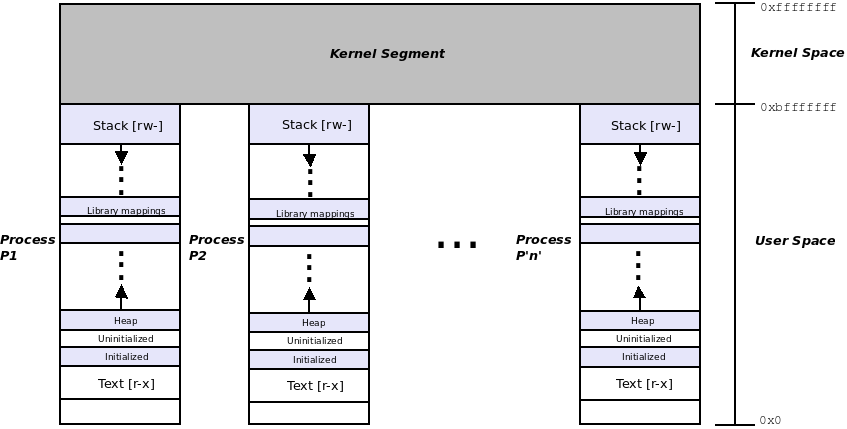 0xffffffff
Kernel Segment
Kernel Space
0xbfffffff
Stack [rw-]
Stack [rw-]
Stack [rw-]
Library mappings
Library mappings
Library mappings
Process
P1
Process
P2
...
Process
P'n'
User Space
Heap
Heap
Heap
Uninitialized
Uninitialized
Uninitialized
Initialized
Initialized
Initialized
Text [r-x]
Text [r-x]
Text [r-x]
0x0